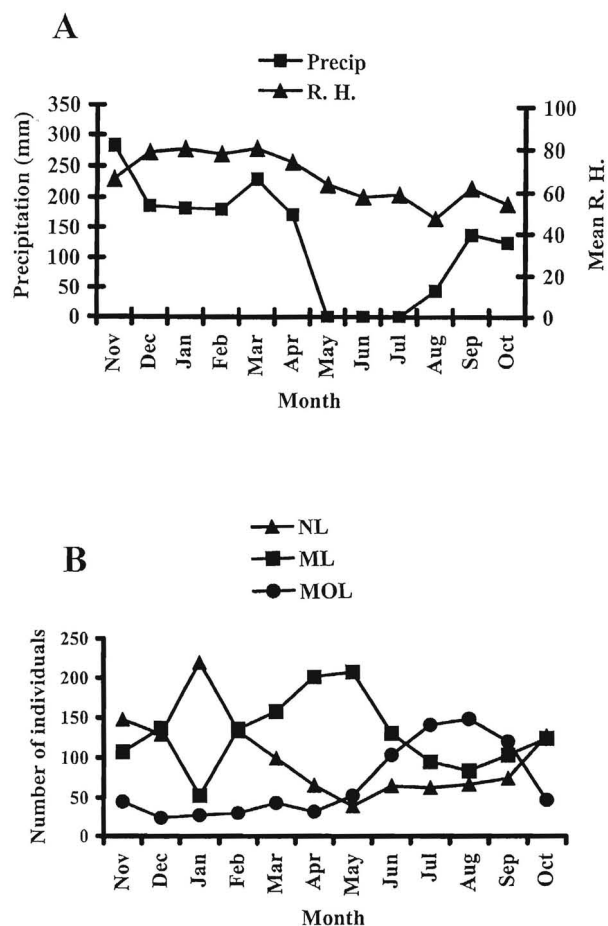 A
Precip
R. H.
Precipitation (mm)
350
300
250
200
150
100
50
0
Mean R. H.
100
80
60
40
20
0
Nov Dec Jan Feb Mar Apr May Jun Jul Aug Sep Oct
Month
B
NL
ML
MOL
Number of individuals
250
200
150
100
50
0
Nov Dec Jan Feb Mar Apr May Jun Jul Aug Sep Oct
Month